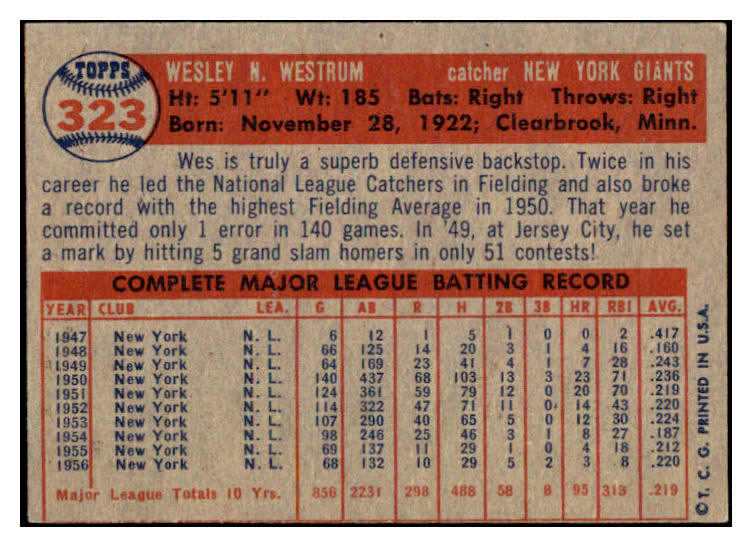 TOPPS
323
WESLEY N. WESTRUM catcher NEW YORK GIANTS
Ht: 5'11" Wt: 185 Bats: Right Throws: Right
Born: November 28, 1922; Clearbrook, Minn.
Wes is truly a superb defensive backstop. Twice in his
career he led the National League Catchers in Fielding and also broke
a record with the highest Fielding Average in 1950. That year he
committed only 1 error in 140 games. In '49, at Jersey City, he set
a mark by hitting 5 grand slam homers in only 51 contests!
COMPLETE MAJOR LEAGUE BATTING RECORD
YEAR CLUB LEA. G AB R H 2B 3B HR RBI AVG.
1947 New York N. L. 6 12 1 5 1 0 0 2 .417
1948 New York N. L. 66 125 14 20 3 1 4 16 .160
1949 New York N. L. 64 169 23 41 4 1 7 28 .243
1950 New York N. L. 140 437 68 103 13 3 23 71 .236
1951 New York N. L. 124 361 59 79 12 0 20 70 .219
1952 New York N. L. 114 322 47 71 11 0 14 43 .220
1953 New York N. L. 107 290 40 65 5 0 12 30 .224
1954 New York N. L. 98 246 25 46 3 1 8 27 .187
1955 New York N. L. 69 137 11 29 1 0 4 18 .212
1956 New York N. L. 68 132 10 29 5 2 3 8 .220
Major League Totals 10 Yrs. 856 2231 298 488 58 8 95 313 .219
© T. C. G. PRINTED IN U.S.A.